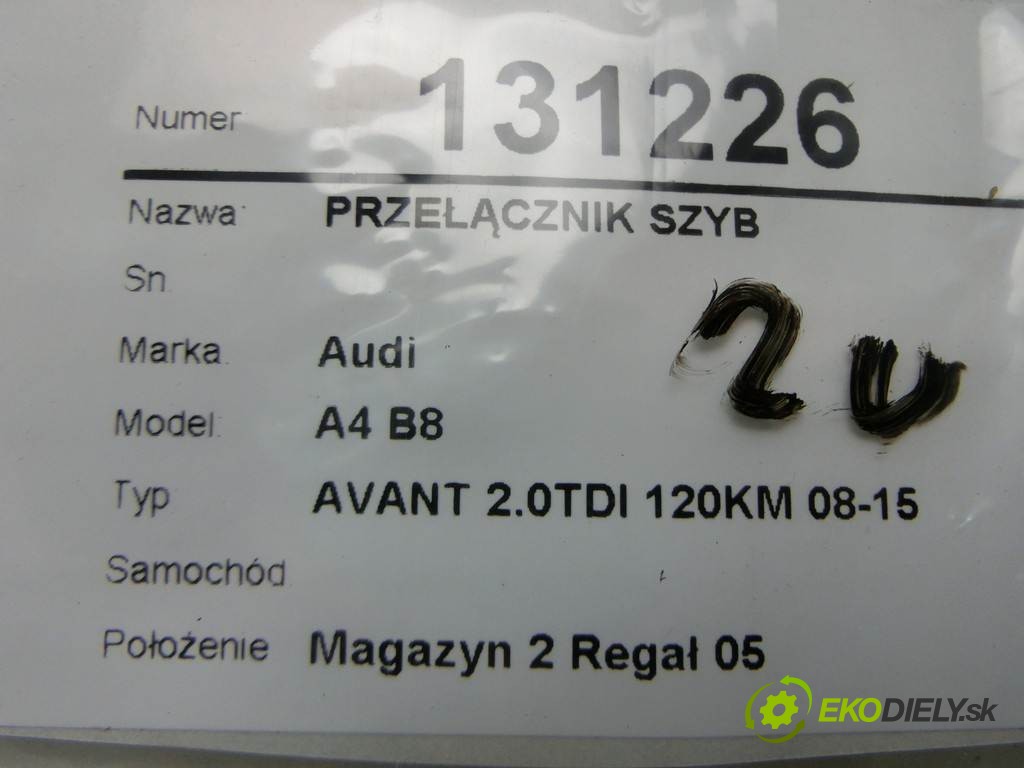 Numer 131226
Nazwa: PRZEŁĄCZNIK SZYB
Sn.
Marka: Audi
Model: A4 B8
Typ AVANT 2.0TDI 120KM 08-15
Samochód
Położenie Magazyn 2 Regał 05
EKODIELY.sk